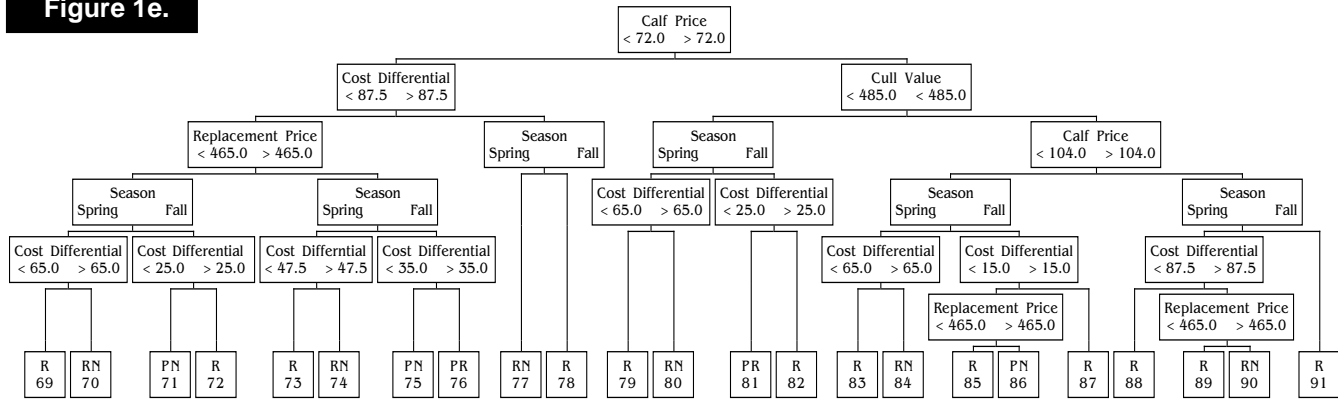 Figure 1e.
Calf Price
< 72.0 > 72.0
Cost Differential
< 87.5 > 87.5
Cull Value
< 485.0 < 485.0
Replacement Price
< 465.0 > 465.0
Season
Spring Fall
Season
Spring Fall
Calf Price
< 104.0 > 104.0
Season
Spring Fall
Season
Spring Fall
Cost Differential
< 65.0 > 65.0
Cost Differential
< 25.0 > 25.0
Season
Spring Fall
Season
Spring Fall
Cost Differential
< 65.0 > 65.0
Cost Differential
< 25.0 > 25.0
Cost Differntial
< 47.5 > 47.5
Cost Differential
< 35.0 > 35.0
Cost Differential
< 65.0 > 65.0
Cost Differential
< 15.0 > 15.0
Cost Differential
< 87.5 > 87.5
Replacement Price
< 465.0 > 465.0
Replacement Price
< 465.0 > 465.0
R
69
RN
70
PN
71
R
72
R
73
RN
74
PN
75
PR
76
RN
77
R
78
R
79
RN
80
PR
81
R
82
R
83
RN
84
R
85
PN
86
R
87
R
88
R
89
RN
90
R
91